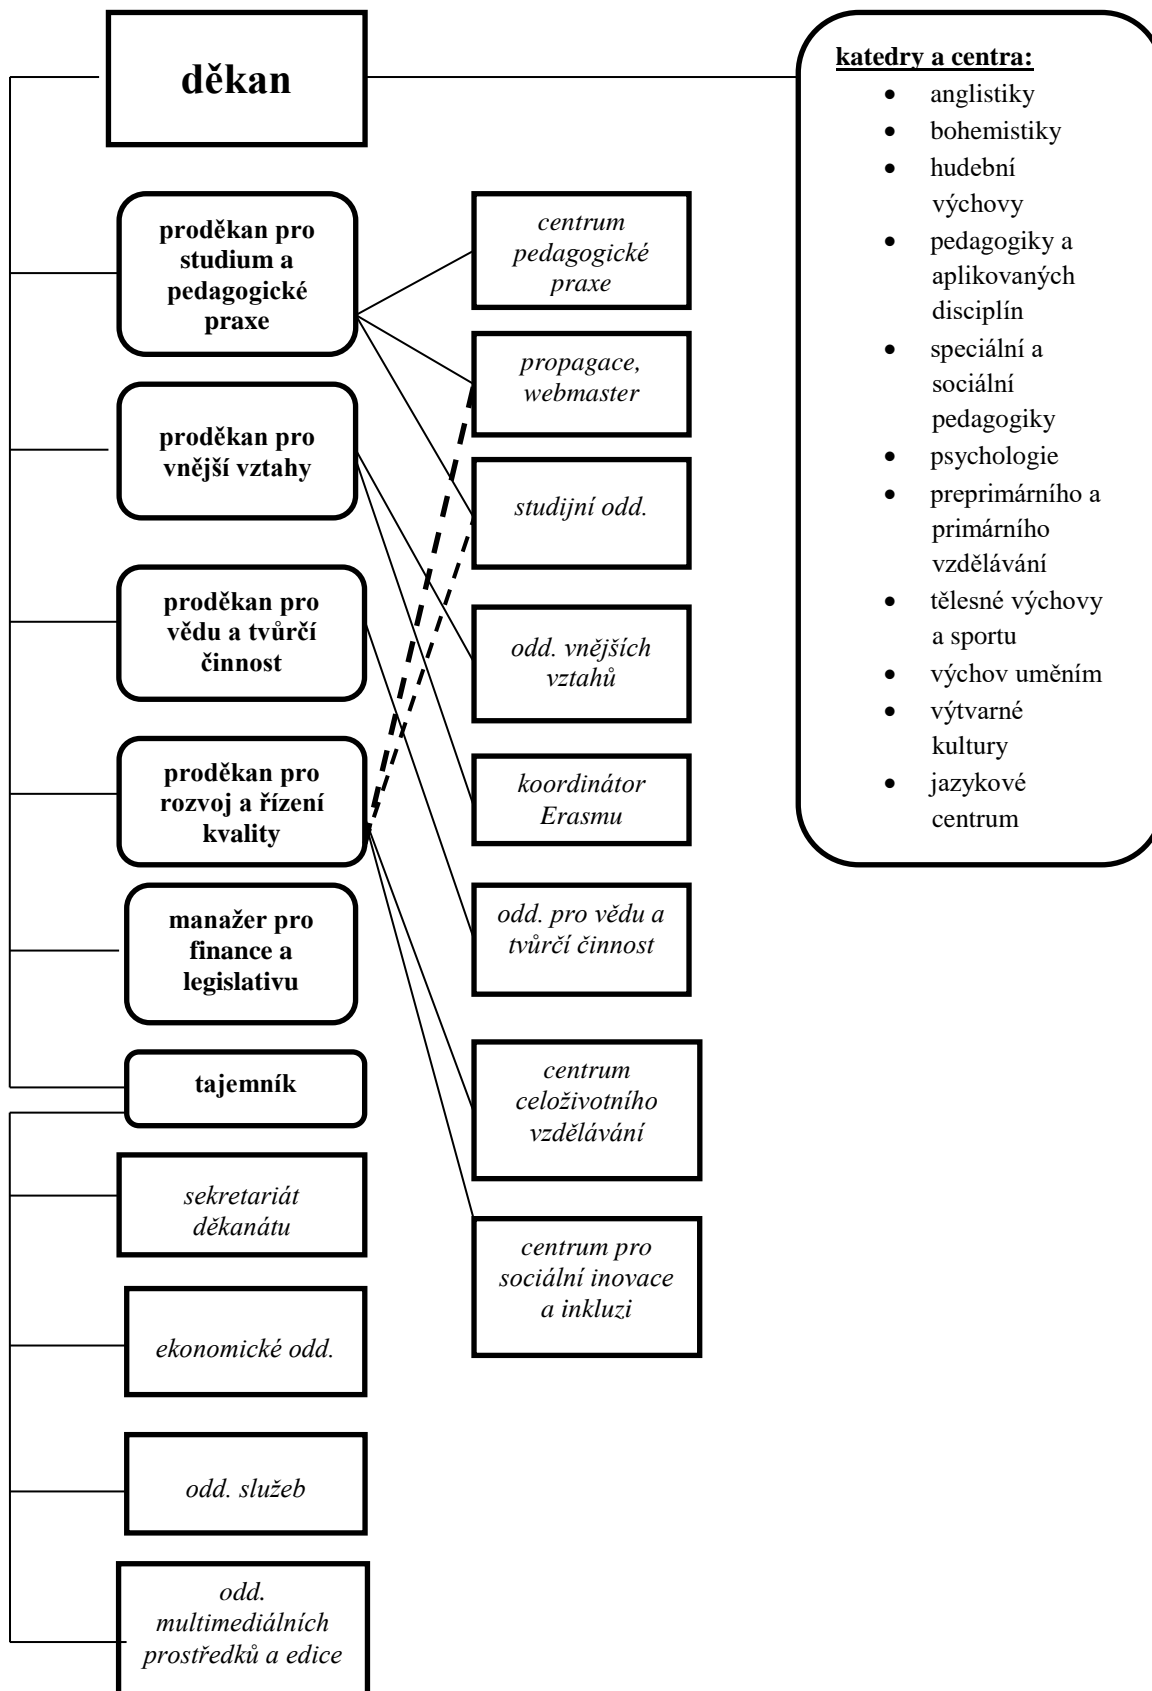 děkan
proděkan pro
studium a
pedagogické
praxe
proděkan pro
vnější vztahy
proděkan pro
vědu a tvůrčí
činnost
proděkan pro
rozvoj a řízení
kvality
manažer pro
finance a
legislativu
tajemník
sekretariát
děkanátu
ekonomické odd.
odd. služeb
odd.
multimediálních
prostředků a edice
centrum
pedagogické
praxe
propagace,
webmaster
studijní odd.
odd. vnějších
vztahů
koordinátor
Erasmu
odd. pro vědu a
tvůrčí činnost
centrum
celoživotního
vzdělávání
centrum pro
sociální inovace
a inkluzi
katedry a centra:
• anglistiky
• bohemistiky
• hudební
výchovy
• pedagogiky a
aplikovaných
disciplín
• speciální a
sociální
pedagogiky
• psychologie
• preprimárního a
primárního
vzdělávání
• tělesné výchovy
a sportu
• výchov uměním
• výtvarné
kultury
• jazykové
centrum